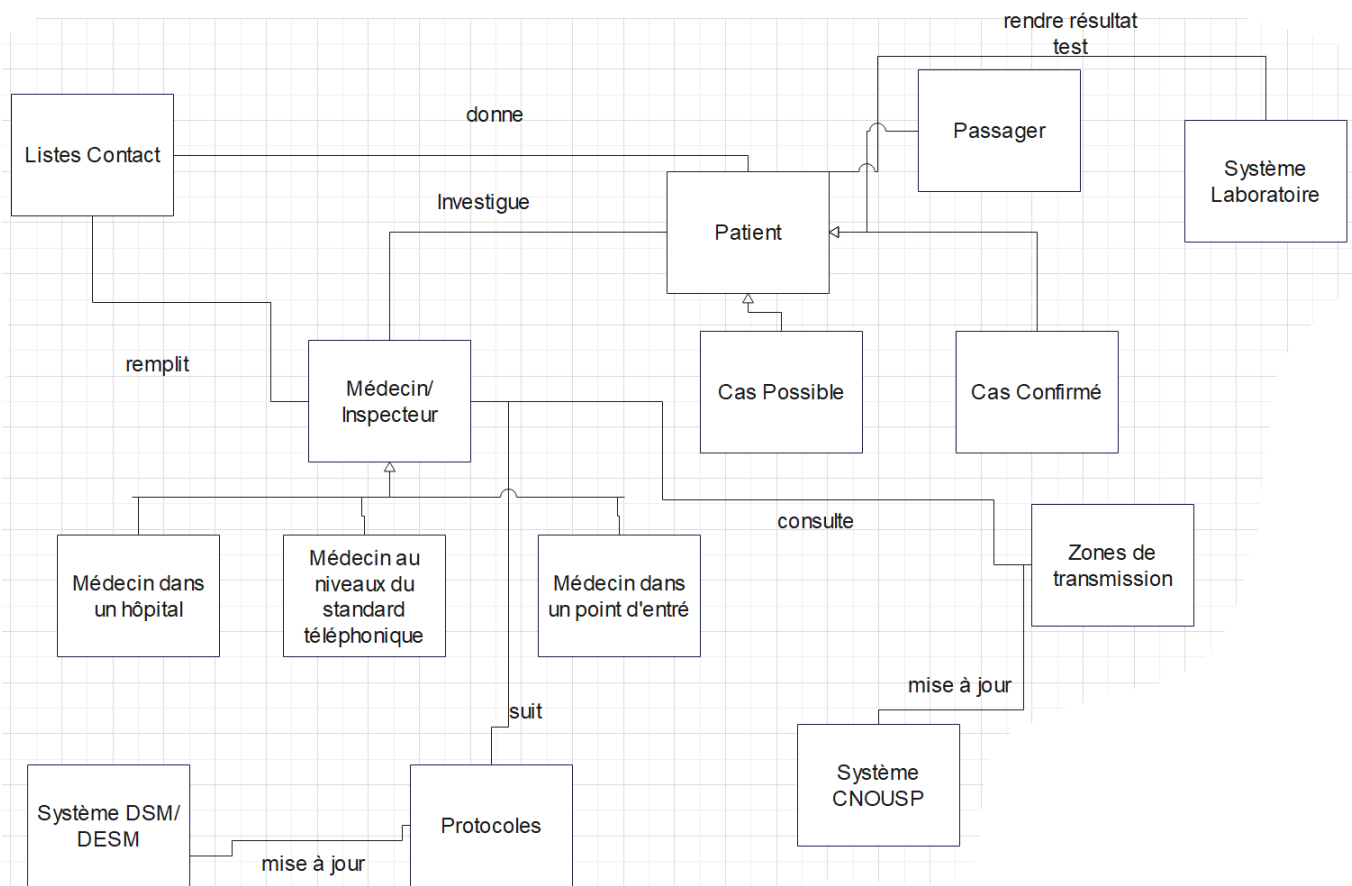 rendre résultat
test
donne
Passager
Listes Contact
Système
Laboratoire
Investigue
Patient
remplit
Médecin/
Inspecteur
Cas Possible
Cas Confirmé
consulte
Zones de
transmission
Médecin dans
un hôpital
Médecin au
niveaux du
standard
téléphonique
Médecin dans
un point d'entré
mise à jour
suit
Système
CNOUSP
Système DSM/
DESM
Protocoles
mise à jour